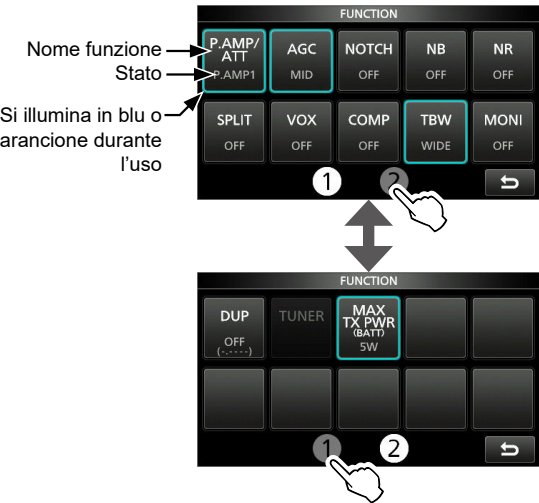 FUNCTION
Nome funzione
Stato
Si illumina in blu o
arancione durante
l'uso
P.AMP/
ATT
P.AMP1
AGC
MID
NOTCH
OFF
NB
OFF
NR
OFF
SPLIT
OFF
VOX
OFF
COMP
OFF
TBW
WIDE
MONI
OFF
1
2
FUNCTION
DUP
OFF
(-.----)
TUNER
MAX
TX PWR
(BATT)
5W
1
2